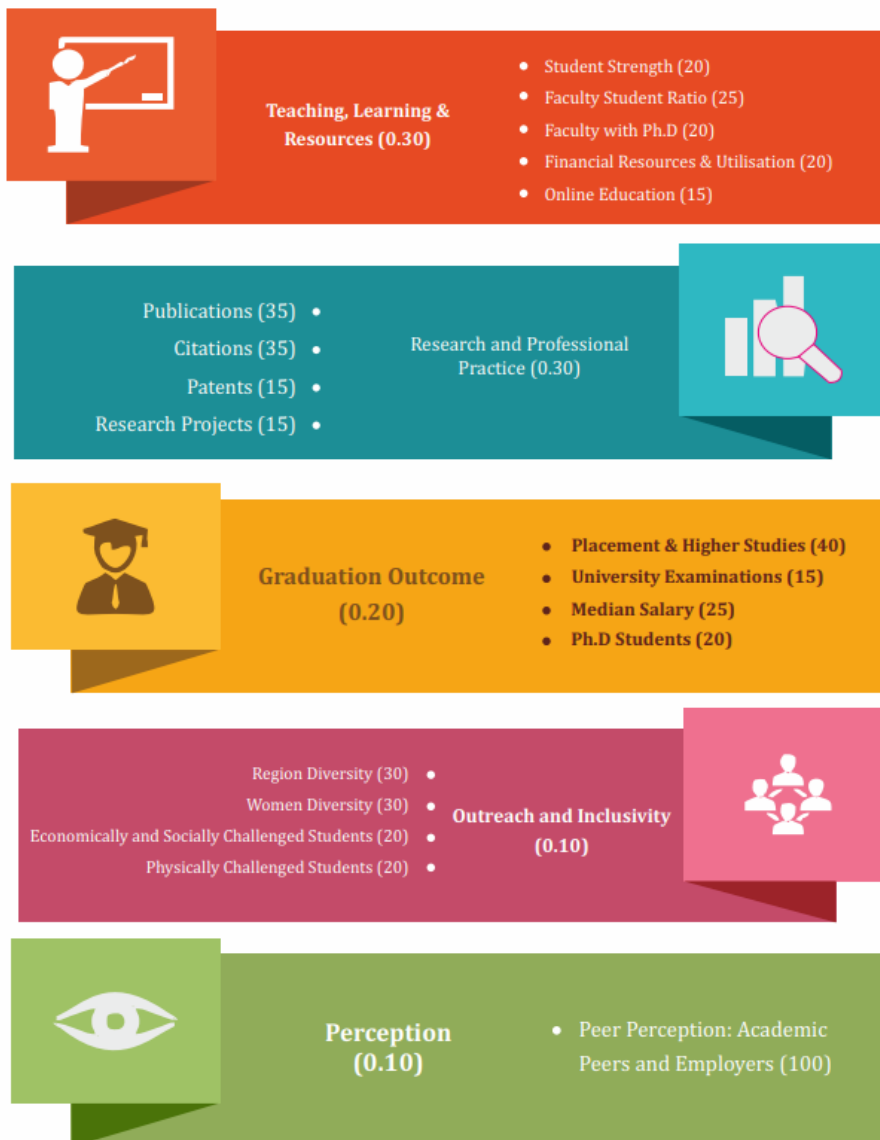 Teaching, Learning &
Resources (0.30)
Student Strength (20)
Faculty Student Ratio (25)
Faculty with Ph.D (20)
Financial Resources & Utilisation (20)
Online Education (15)
Publications (35)
Citations (35)
Patents (15)
Research Projects (15)
Research and Professional
Practice (0.30)
Graduation Outcome
(0.20)
Placement & Higher Studies (40)
University Examinations (15)
Median Salary (25)
Ph.D Students (20)
Region Diversity (30)
Women Diversity (30)
Economically and Socially Challenged Students (20)
Physically Challenged Students (20)
Outreach and Inclusivity
(0.10)
Perception
(0.10)
Peer Perception: Academic
Peers and Employers (100)